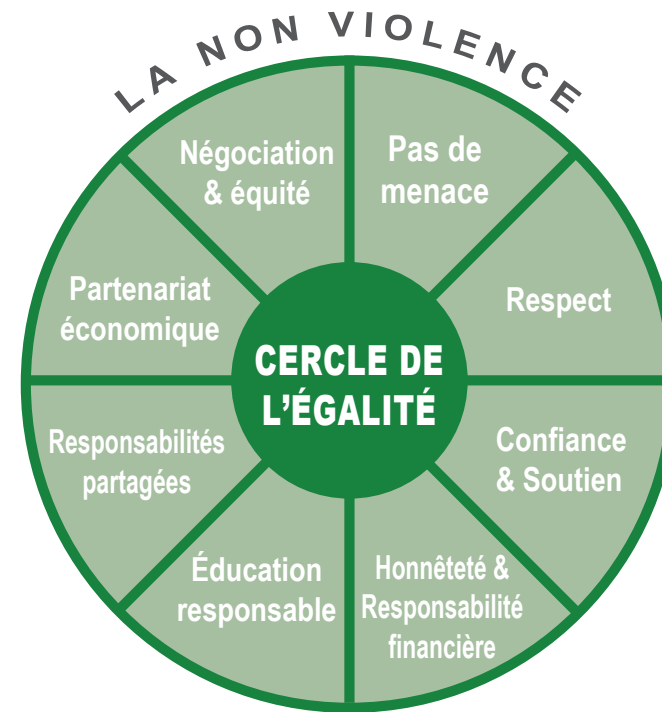 LA NON VIOLENCE
Négociation
& équité
Pas de
menace
Partenariat
économique
Respect
CERCLE DE
L’ÉGALITÉ
Responsabilités
partagées
Confiance
& Soutien
Éducation
responsable
Honnêteté &
Responsabilité
financière